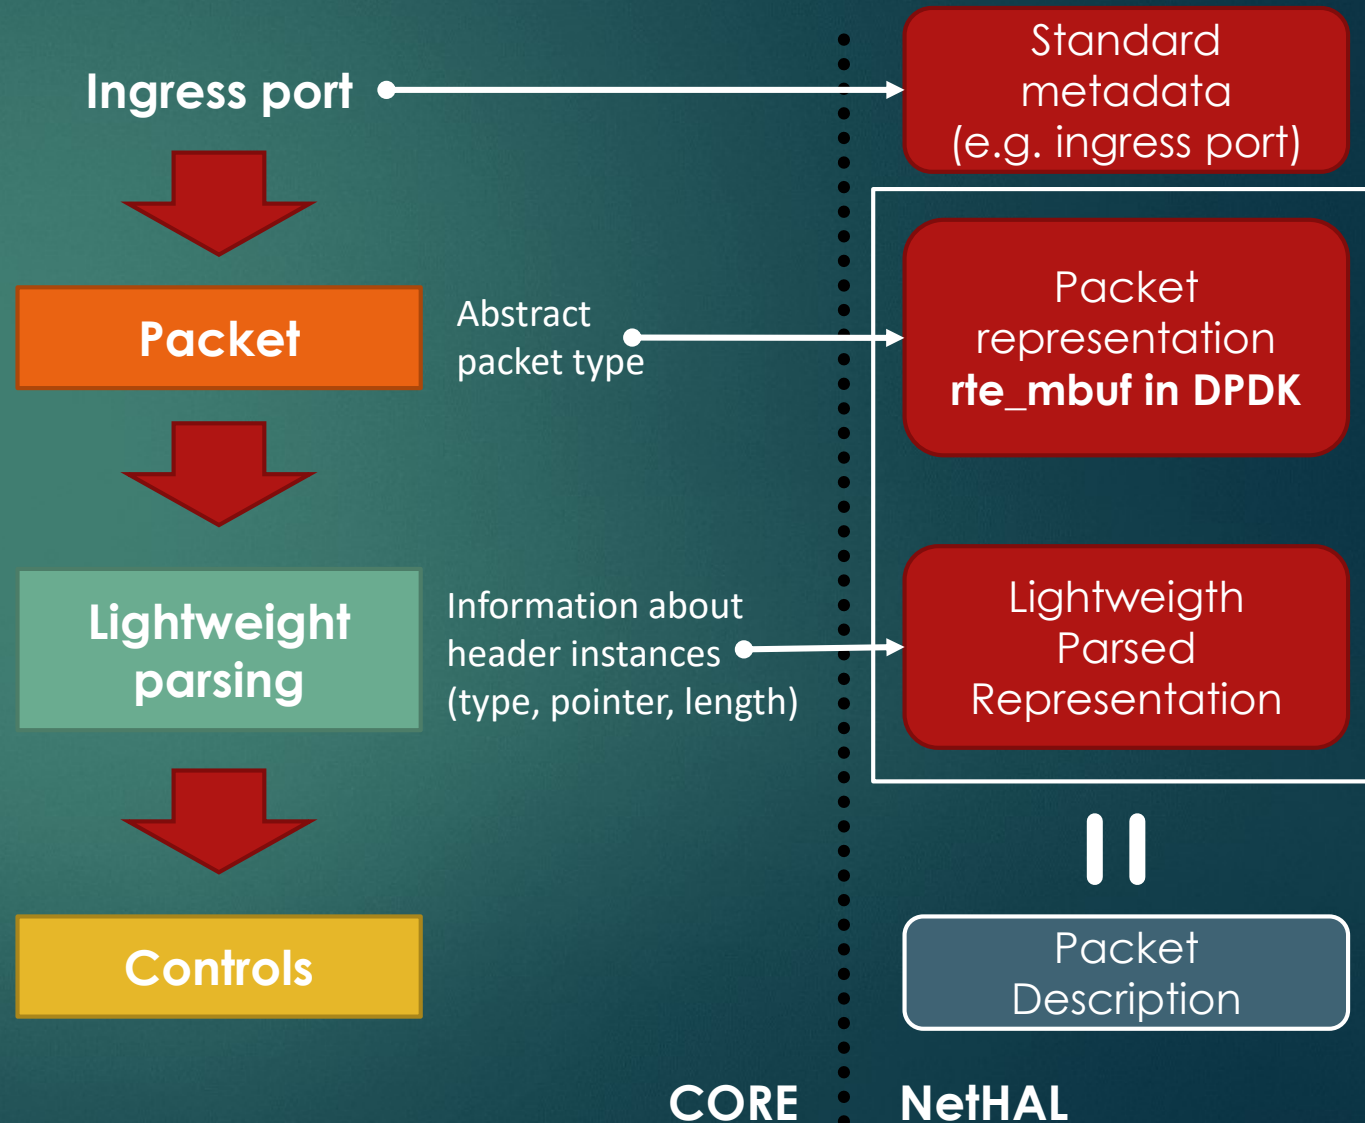 Ingress port
Standard
metadata
(e.g. ingress port)
Packet
Abstract
packet type
Packet
representation
rte_mbuf in DPDK
Lightweight
parsing
Information about
header instances
(type, pointer, length)
Lightweigth
Parsed
Representation
Controls
Packet
Description
CORE
NetHAL